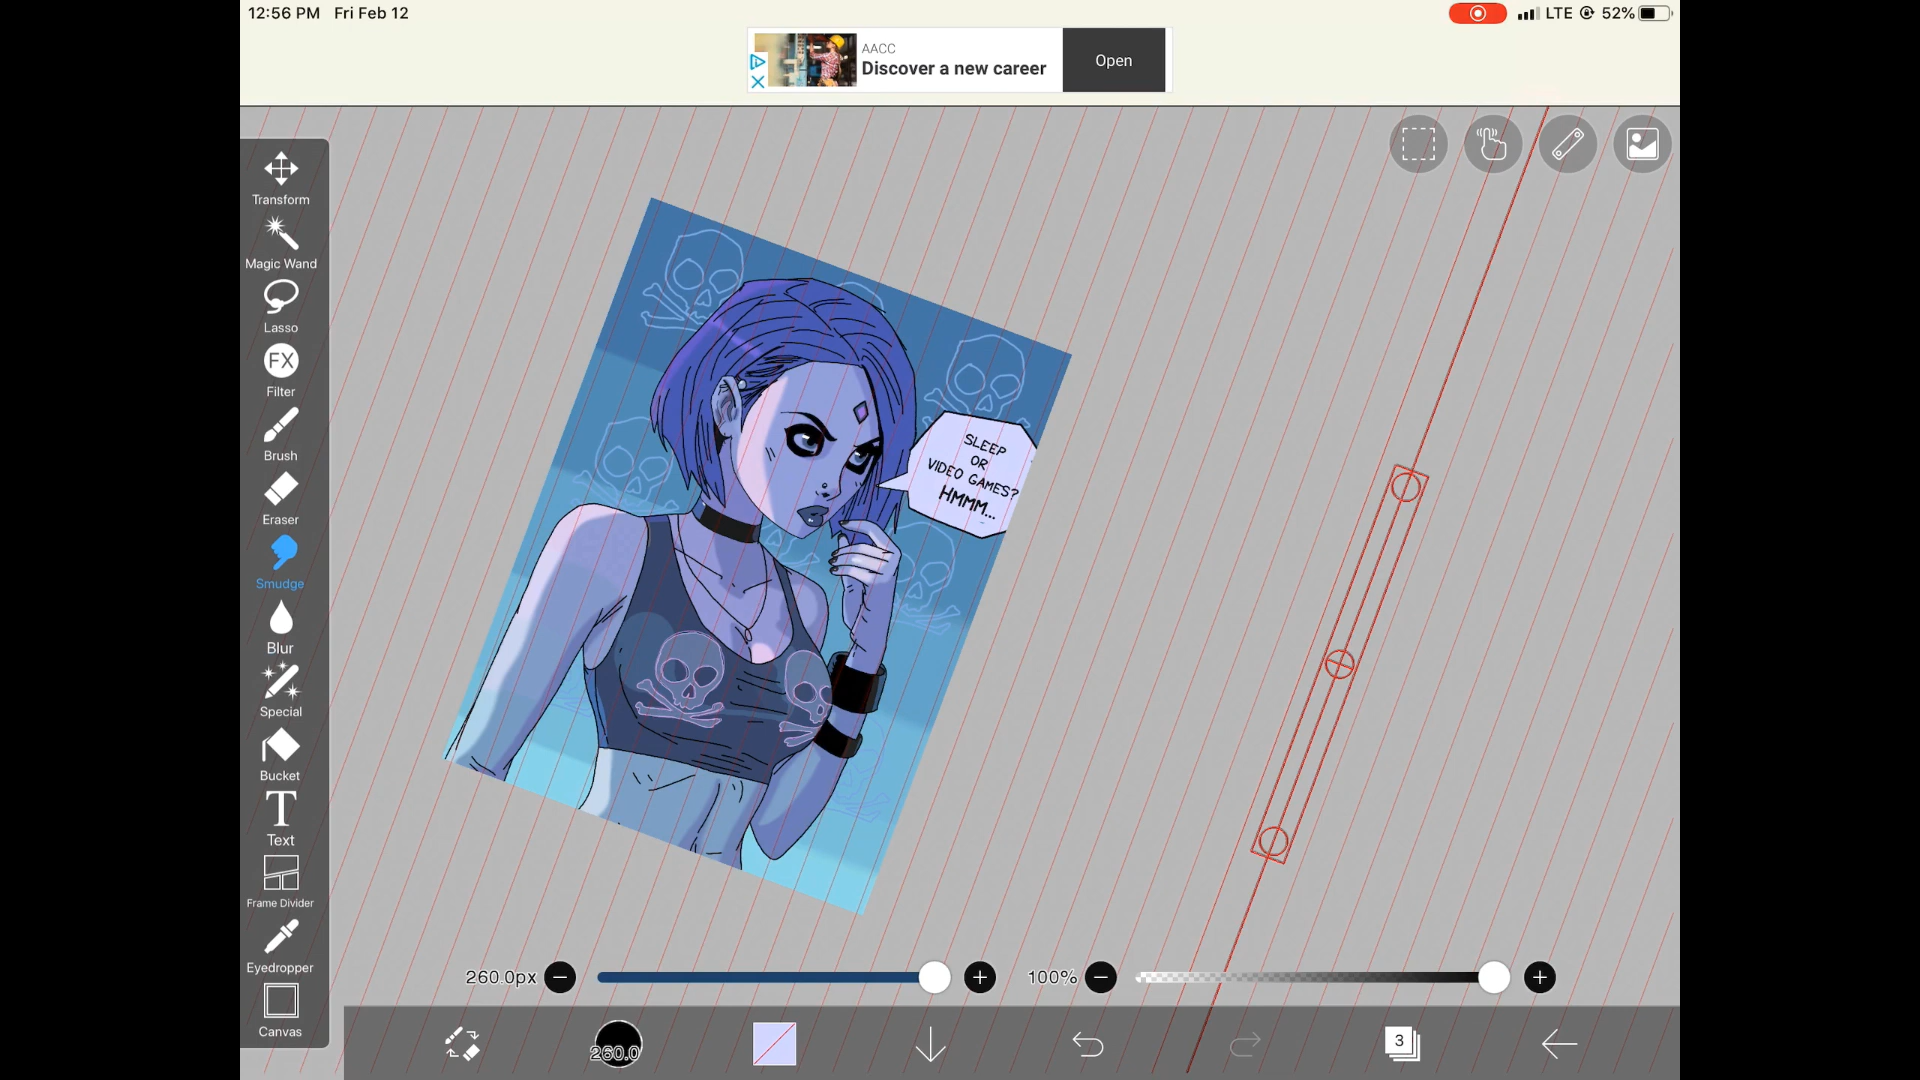 12:56 PM Fri Feb 12
LTE 52%
AACC
Discover a new career
Open
Transform
Magic Wand
Lasso
FX
Filter
Brush
Eraser
Smudge
Blur
Special
Bucket
T
Text
Frame Divider
Eyedropper
Canvas
SLEEP
OR
VIDEO GAMES?
HMMM...
260.0px
100%
260.0
3